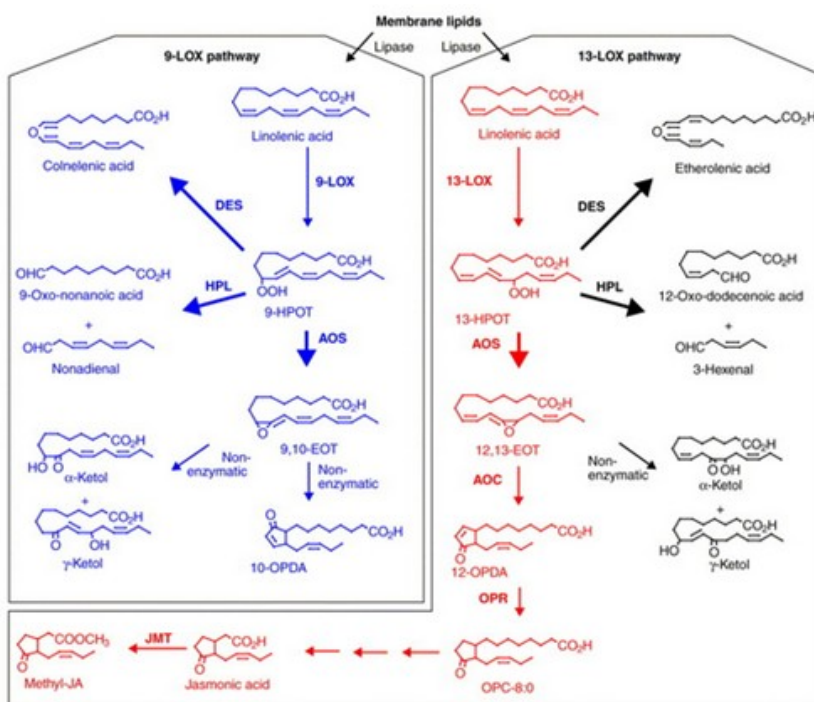 Membrane lipids
Lipase
Lipase
9-LOX pathway
CO₂H
O
Colnelenic acid
CO₂H
Linolenic acid
9-LOX
DES
OHC
CO₂H
9-Oxo-nonanoic acid
+
OHC
Nonadienal
HPL
CO₂H
OOH
9-HPOT
AOS
CO₂H
O
9,10-EOT
Non-
enzymatic
Non-
enzymatic
CO₂H
HO
O
α-Ketol
+
CO₂H
O
OH
γ-Ketol
O
CO₂H
10-OPDA
13-LOX pathway
CO₂H
Linolenic acid
13-LOX
CO₂H
O
Etherolenic acid
DES
CO₂H
OOH
13-HPOT
HPL
CO₂H
CHO
12-Oxo-dodecenoic acid
+
OHC
3-Hexenal
AOS
CO₂H
O
12,13-EOT
Non-
enzymatic
CO₂H
O OH
α-Ketol
+
CO₂H
HO
O
γ-Ketol
AOC
CO₂H
O
12-OPDA
OPR
CO₂H
O
OPC-8:0
CO₂H
O
Jasmonic acid
JMT
COOCH₃
O
Methyl-JA